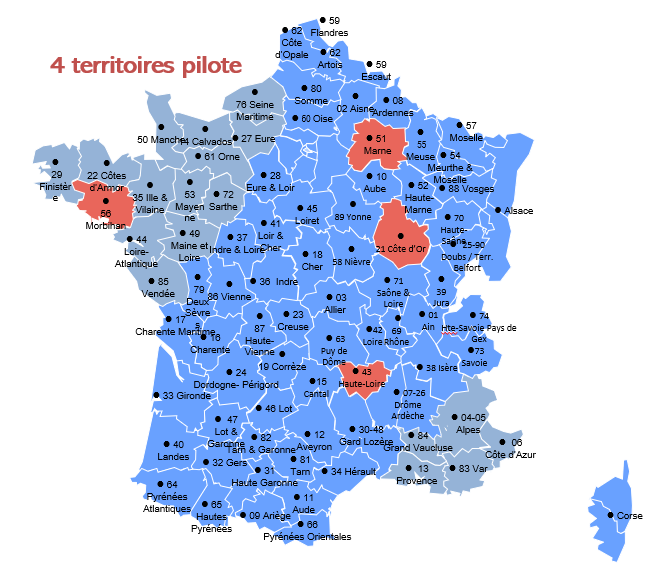 4 territoires pilote
59
Flandres
62
Côte
d'Opale
62
Artois
59
Escaut
80
Somme
76 Seine
Maritime
02 Aisne
08
Ardennes
60 Oise
50 Manche
14 Calvados
27 Eure
61 Orne
51
Marne
55
Meuse
57
Moselle
54
Meurthe &
Moselle
88 Vosges
29
Finistèr
e
22 Côtes
d'Armor
35 Ille &
Vilaine
53
Mayen
ne
72
Sarthe
28
Eure & Loir
10
Aube
52
Haute-
Marne
Alsace
56
Morbihan
45
Loiret
89 Yonne
70
Haute-
Saône
44
Loire-
Atlantique
49
Maine et
Loire
37
Indre & Loire
41
Loir &
Cher
18
Cher
58 Nièvre
21 Côte d'Or
25-90
Doubs / Terr.
Belfort
85
Vendée
79
Deux
Sèvre
s
86 Vienne
36 Indre
03
Allier
71
Saône &
Loire
39
Jura
17
Charente Maritime
16
Charente
87
Haute-
Vienne
23
Creuse
63
Puy de
Dôme
42
Loire
69
Rhône
01
Ain
74
Hte-Savoie Pays de
Gex
73
Savoie
19 Corrèze
24
Dordogne- Périgord
15
Cantal
43
Haute-Loire
38 Isère
33 Gironde
46 Lot
07-26
Drôme
Ardèche
04-05
Alpes
47
Lot &
Garonne
82
Tarn & Garonne
12
Aveyron
30-48
Gard Lozère
84
Grand Vaucluse
06
Côte d'Azur
40
Landes
32 Gers
31
Haute Garonne
81
Tarn
34 Hérault
13
Provence
83 Var
64
Pyrénées
Atlantiques
65
Hautes
Pyrénées
09 Ariège
11
Aude
66
Pyrénées Orientales
Corse